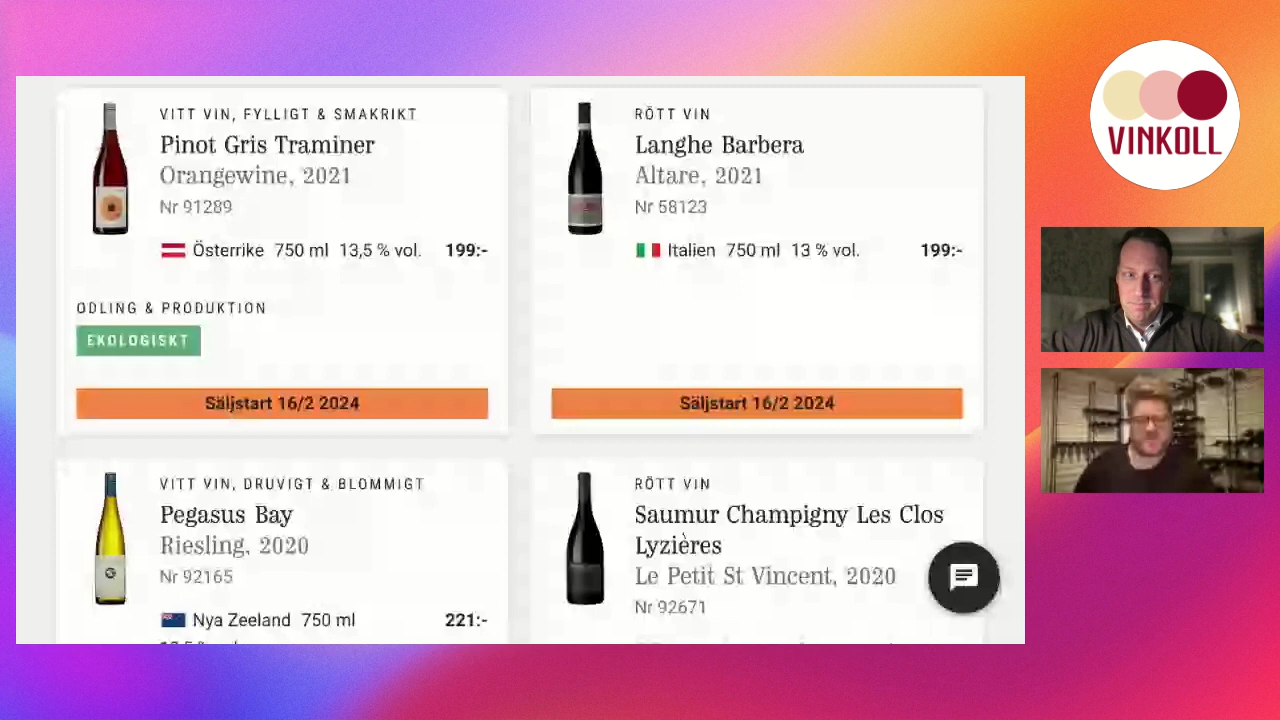 VITT VIN, FYLLIGT & SMAKRIKT
Pinot Gris Traminer
Orangewine, 2021
Nr 91289
Österrike 750 ml 13,5 % vol. 199:-
ODLING & PRODUKTION
EKOLOGISKT
Säljstart 16/2 2024
RÖTT VIN
Langhe Barbera
Altare, 2021
Nr 58123
Italien 750 ml 13 % vol. 199:-
Säljstart 16/2 2024
VITT VIN, DRUVIGT & BLOMMIGT
Pegasus Bay
Riesling, 2020
Nr 92165
Nya Zeeland 750 ml 221:-
RÖTT VIN
Saumur Champigny Les Clos
Lyzières
Le Petit St Vincent, 2020
Nr 92671
VINKOLL